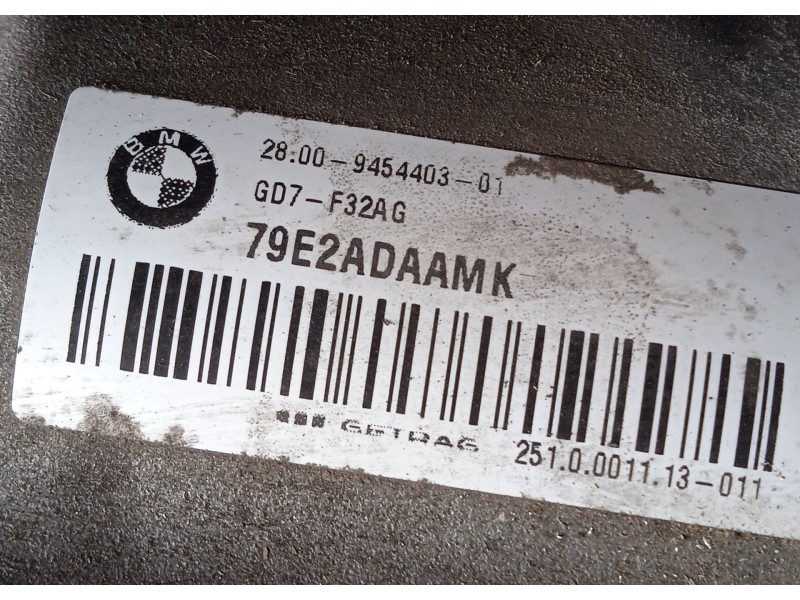 BMW
28.00-9454403-01
GD7-F32AG
79E2ADAAMK
GETRAG
251.0.0011.13-011